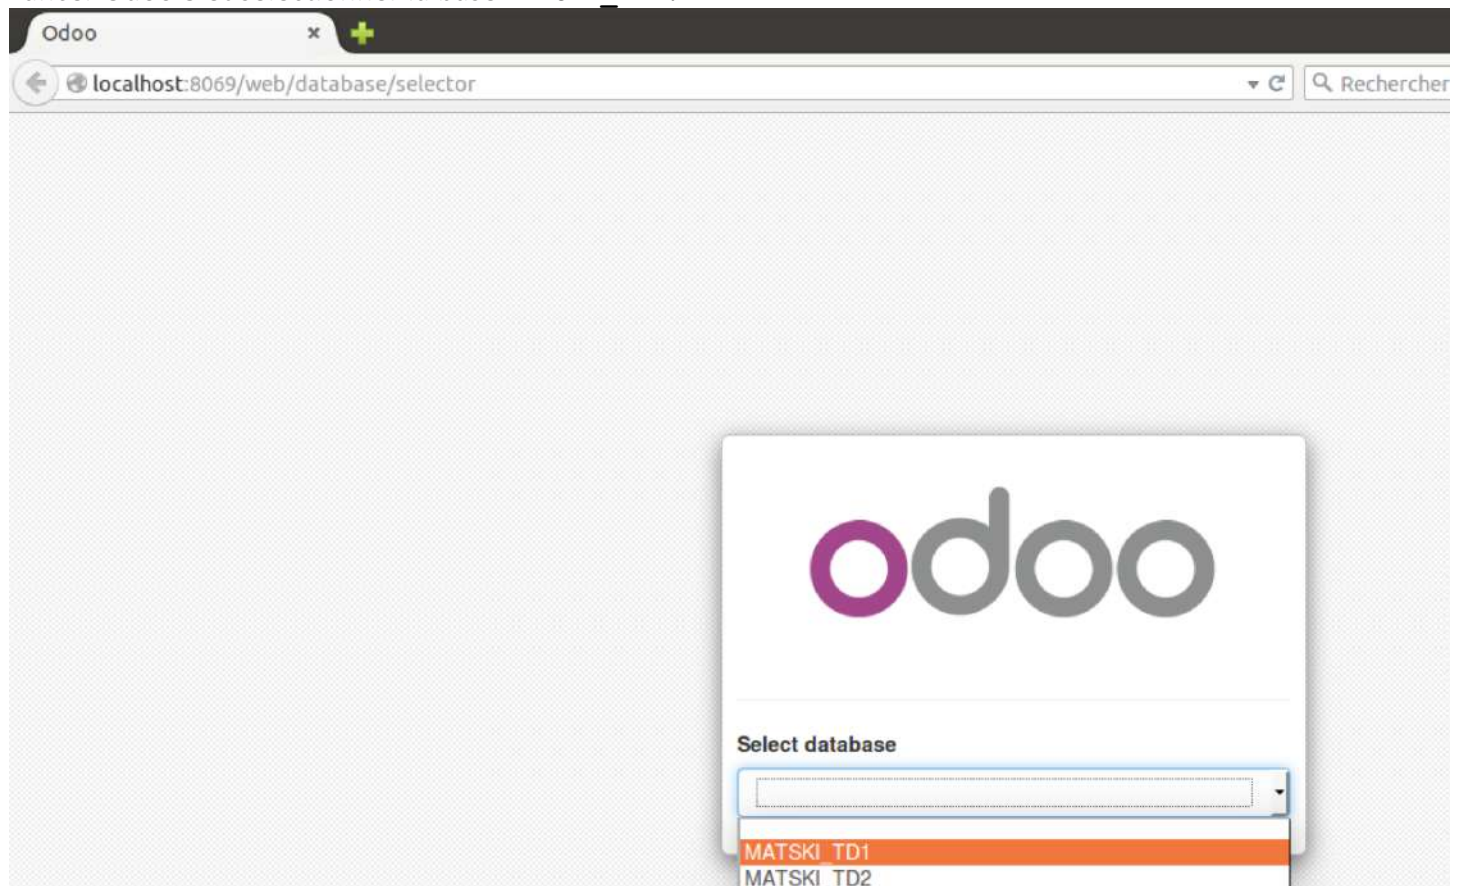 Odoo
localhost:8069/web/database/selector
Rechercher
odoo
Select database
MATSKI_TD1
MATSKI_TD2